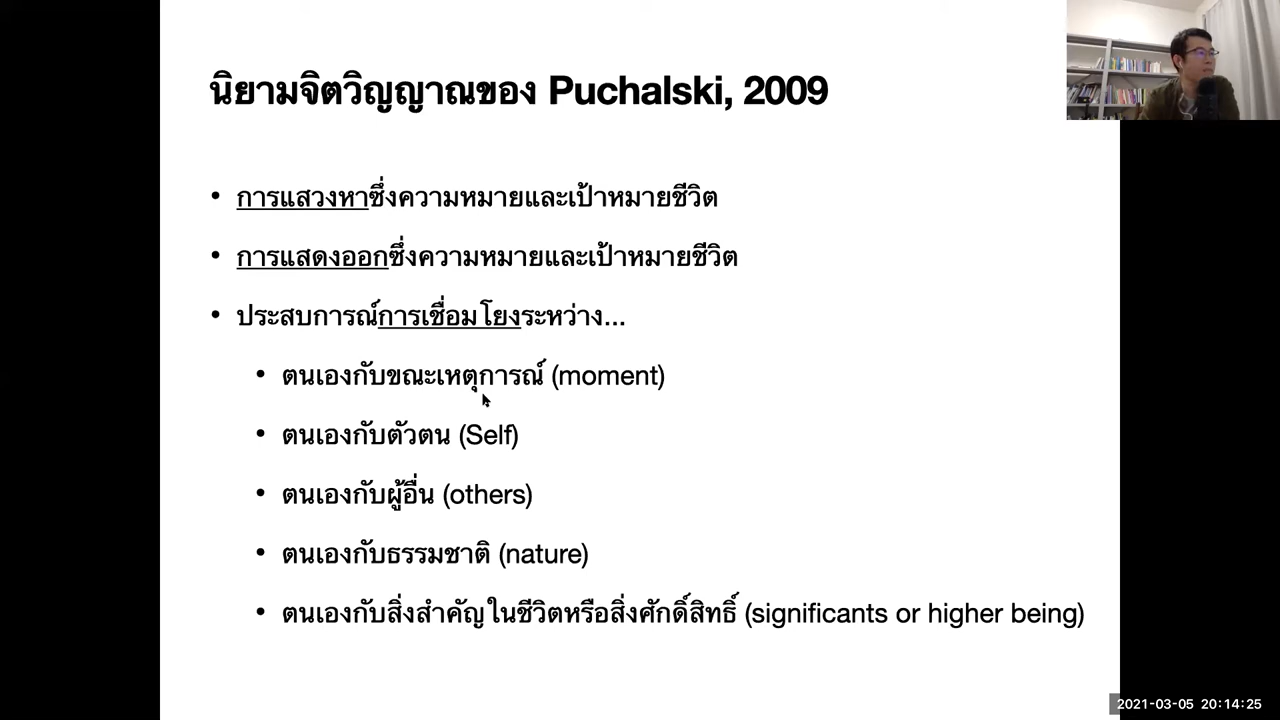 นิยามจิตวิญญาณของ Puchalski, 2009
• การแสวงหาซึ่งความหมายและเป้าหมายชีวิต
• การแสดงออกซึ่งความหมายและเป้าหมายชีวิต
• ประสบการณ์การเชื่อมโยงระหว่าง...
• ตนเองกับขณะเหตุการณ์ (moment)
• ตนเองกับตัวตน (Self)
• ตนเองกับผู้อื่น (others)
• ตนเองกับธรรมชาติ (nature)
• ตนเองกับสิ่งสำคัญในชีวิตหรือสิ่งศักดิ์สิทธิ์ (significants or higher being)
2021-03-05 20:14:25